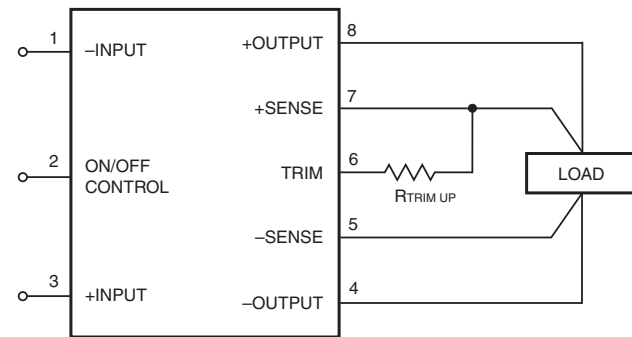 1
–INPUT
2
ON/OFF
CONTROL
3
+INPUT
+OUTPUT
8
+SENSE
7
TRIM
6
RTRIM UP
–SENSE
5
–OUTPUT
4
LOAD